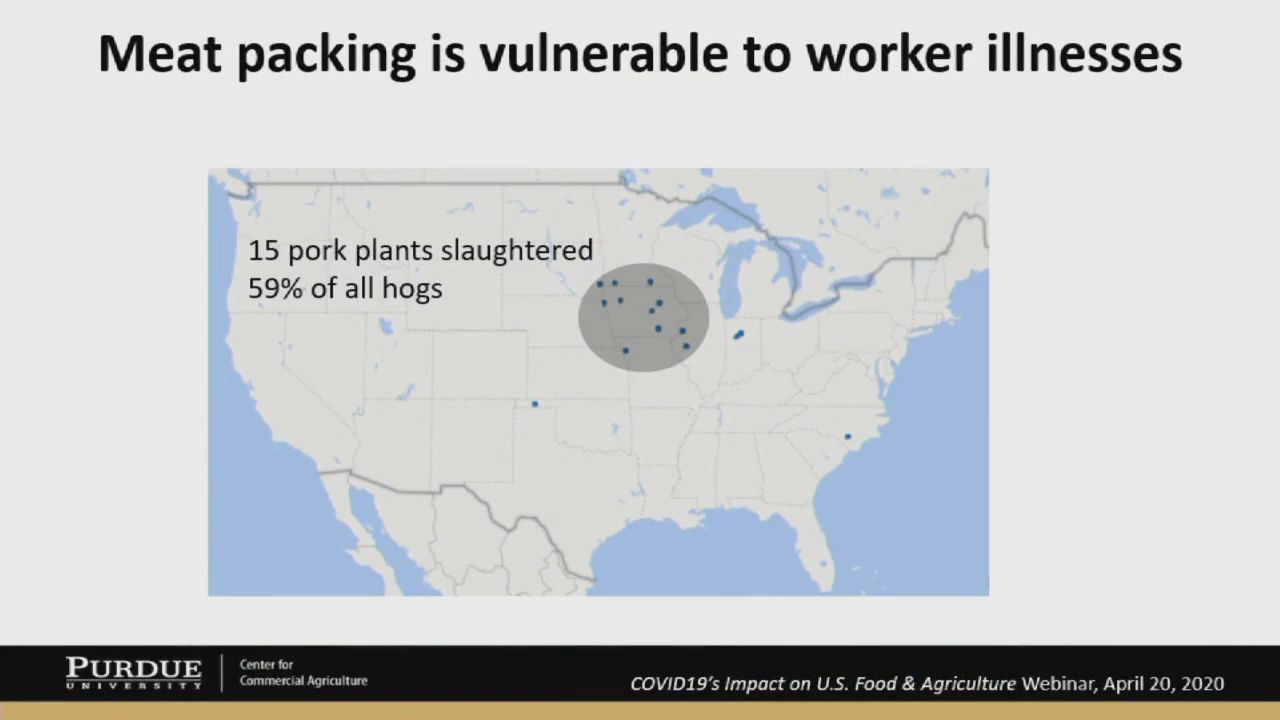 Meat packing is vulnerable to worker illnesses
15 pork plants slaughtered
59% of all hogs
PURDUE
UNIVERSITY
Center for
Commercial Agriculture
COVID19's Impact on U.S. Food & Agriculture Webinar, April 20, 2020